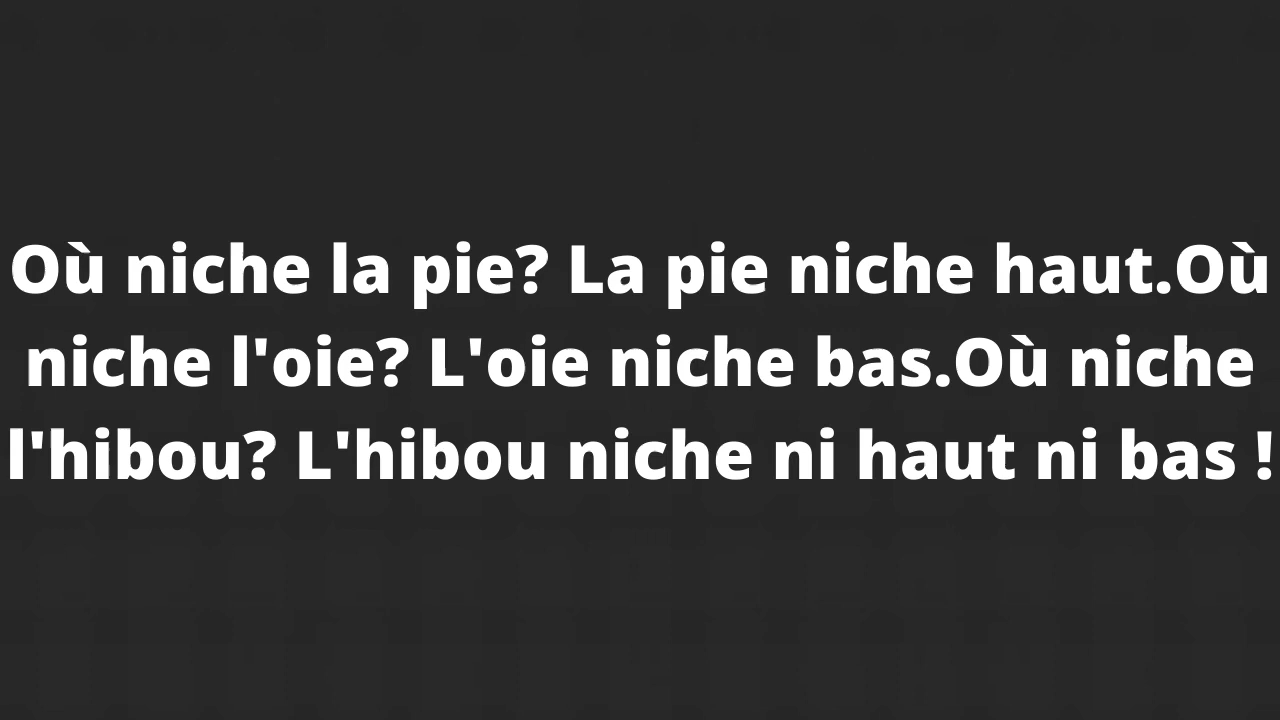 Où niche la pie? La pie niche haut.Où
niche l'oie? L'oie niche bas.Où niche
l'hibou? L'hibou niche ni haut ni bas !